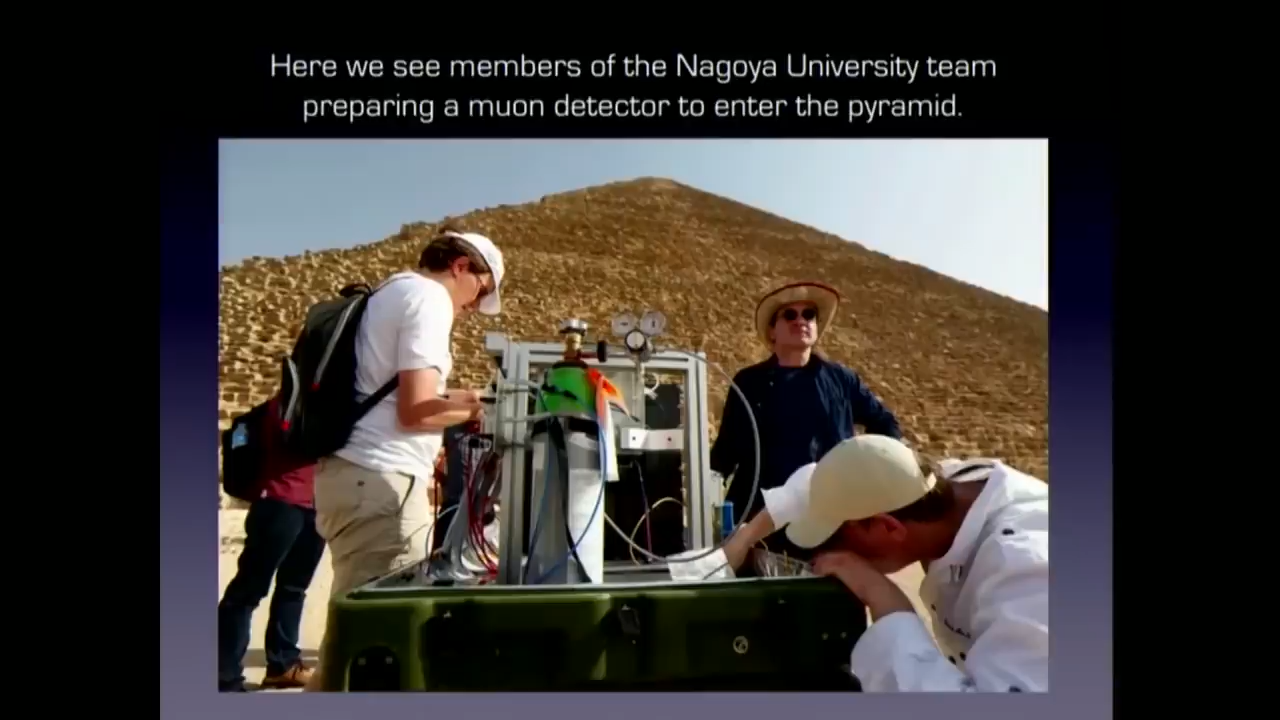 Here we see members of the Nagoya University team
preparing a muon detector to enter the pyramid.